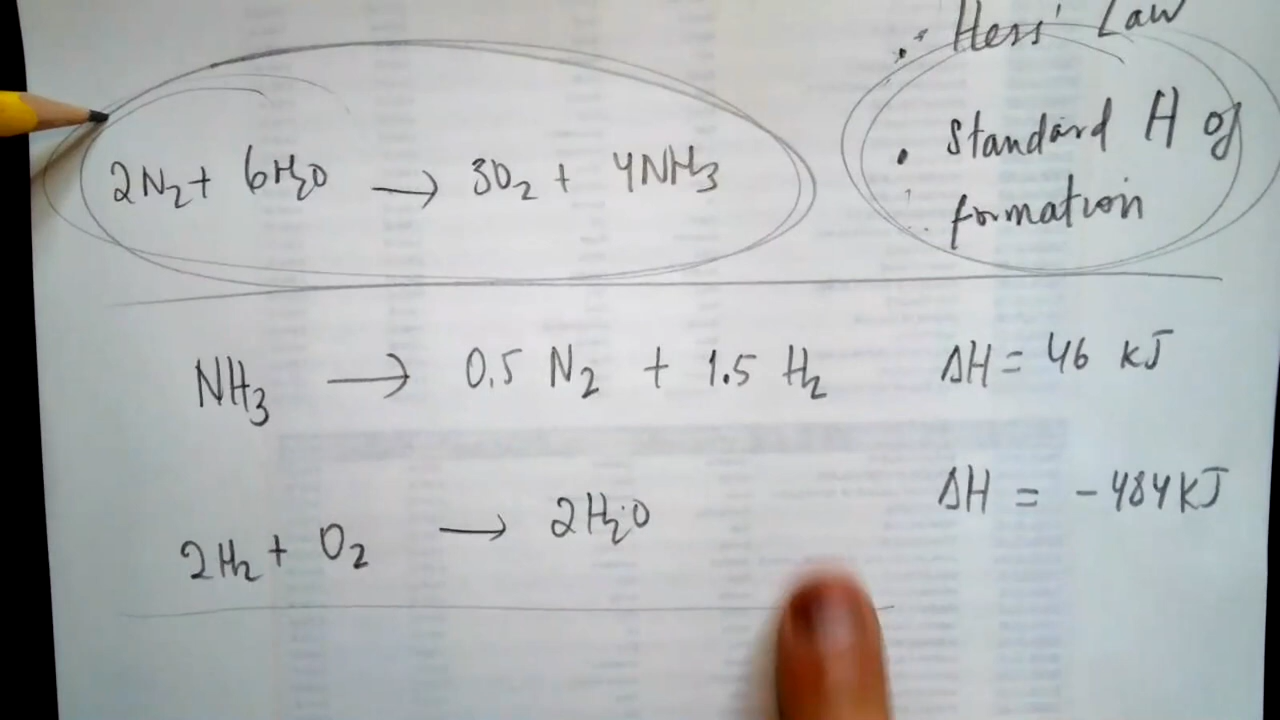 • Hess' Law
• Standard H of
formation
2N₂ + 6H₂O → 3O₂ + 4NH₃
NH₃ → 0.5 N₂ + 1.5 H₂ ΔH = 46 kJ
2H₂ + O₂ → 2H₂O ΔH = -484 kJ